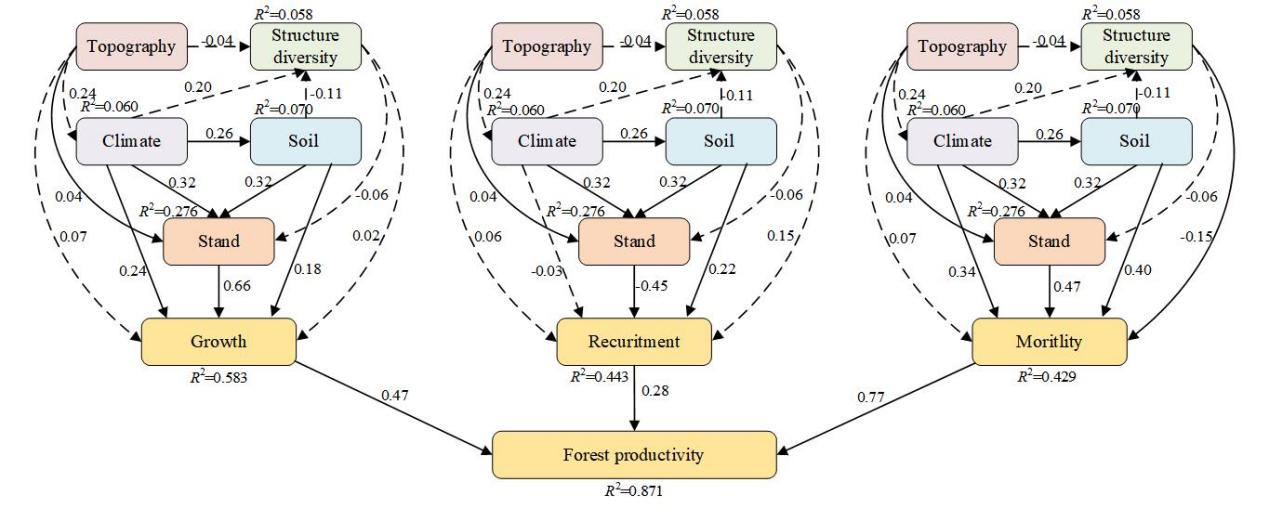 R²=0.058
Topography
-0.04
Structure
diversity
0.24
R²=0.060
0.20
-0.11
R²=0.070
Climate
0.26
Soil
0.32
0.32
0.04
R²=0.276
-0.06
Stand
0.07
0.02
0.24
0.66
0.18
Growth
R²=0.583
R²=0.058
Topography
-0.04
Structure
diversity
0.24
R²=0.060
0.20
-0.11
R²=0.070
Climate
0.26
Soil
0.32
0.32
0.04
R²=0.276
-0.06
Stand
0.06
0.15
-0.03
-0.45
0.22
Recuritment
R²=0.443
R²=0.058
Topography
-0.04
Structure
diversity
0.24
R²=0.060
0.20
-0.11
R²=0.070
Climate
0.26
Soil
0.32
0.32
0.04
R²=0.276
-0.06
Stand
0.07
-0.15
0.34
0.47
0.40
Moritlity
R²=0.429
0.47
0.28
0.77
Forest productivity
R²=0.871